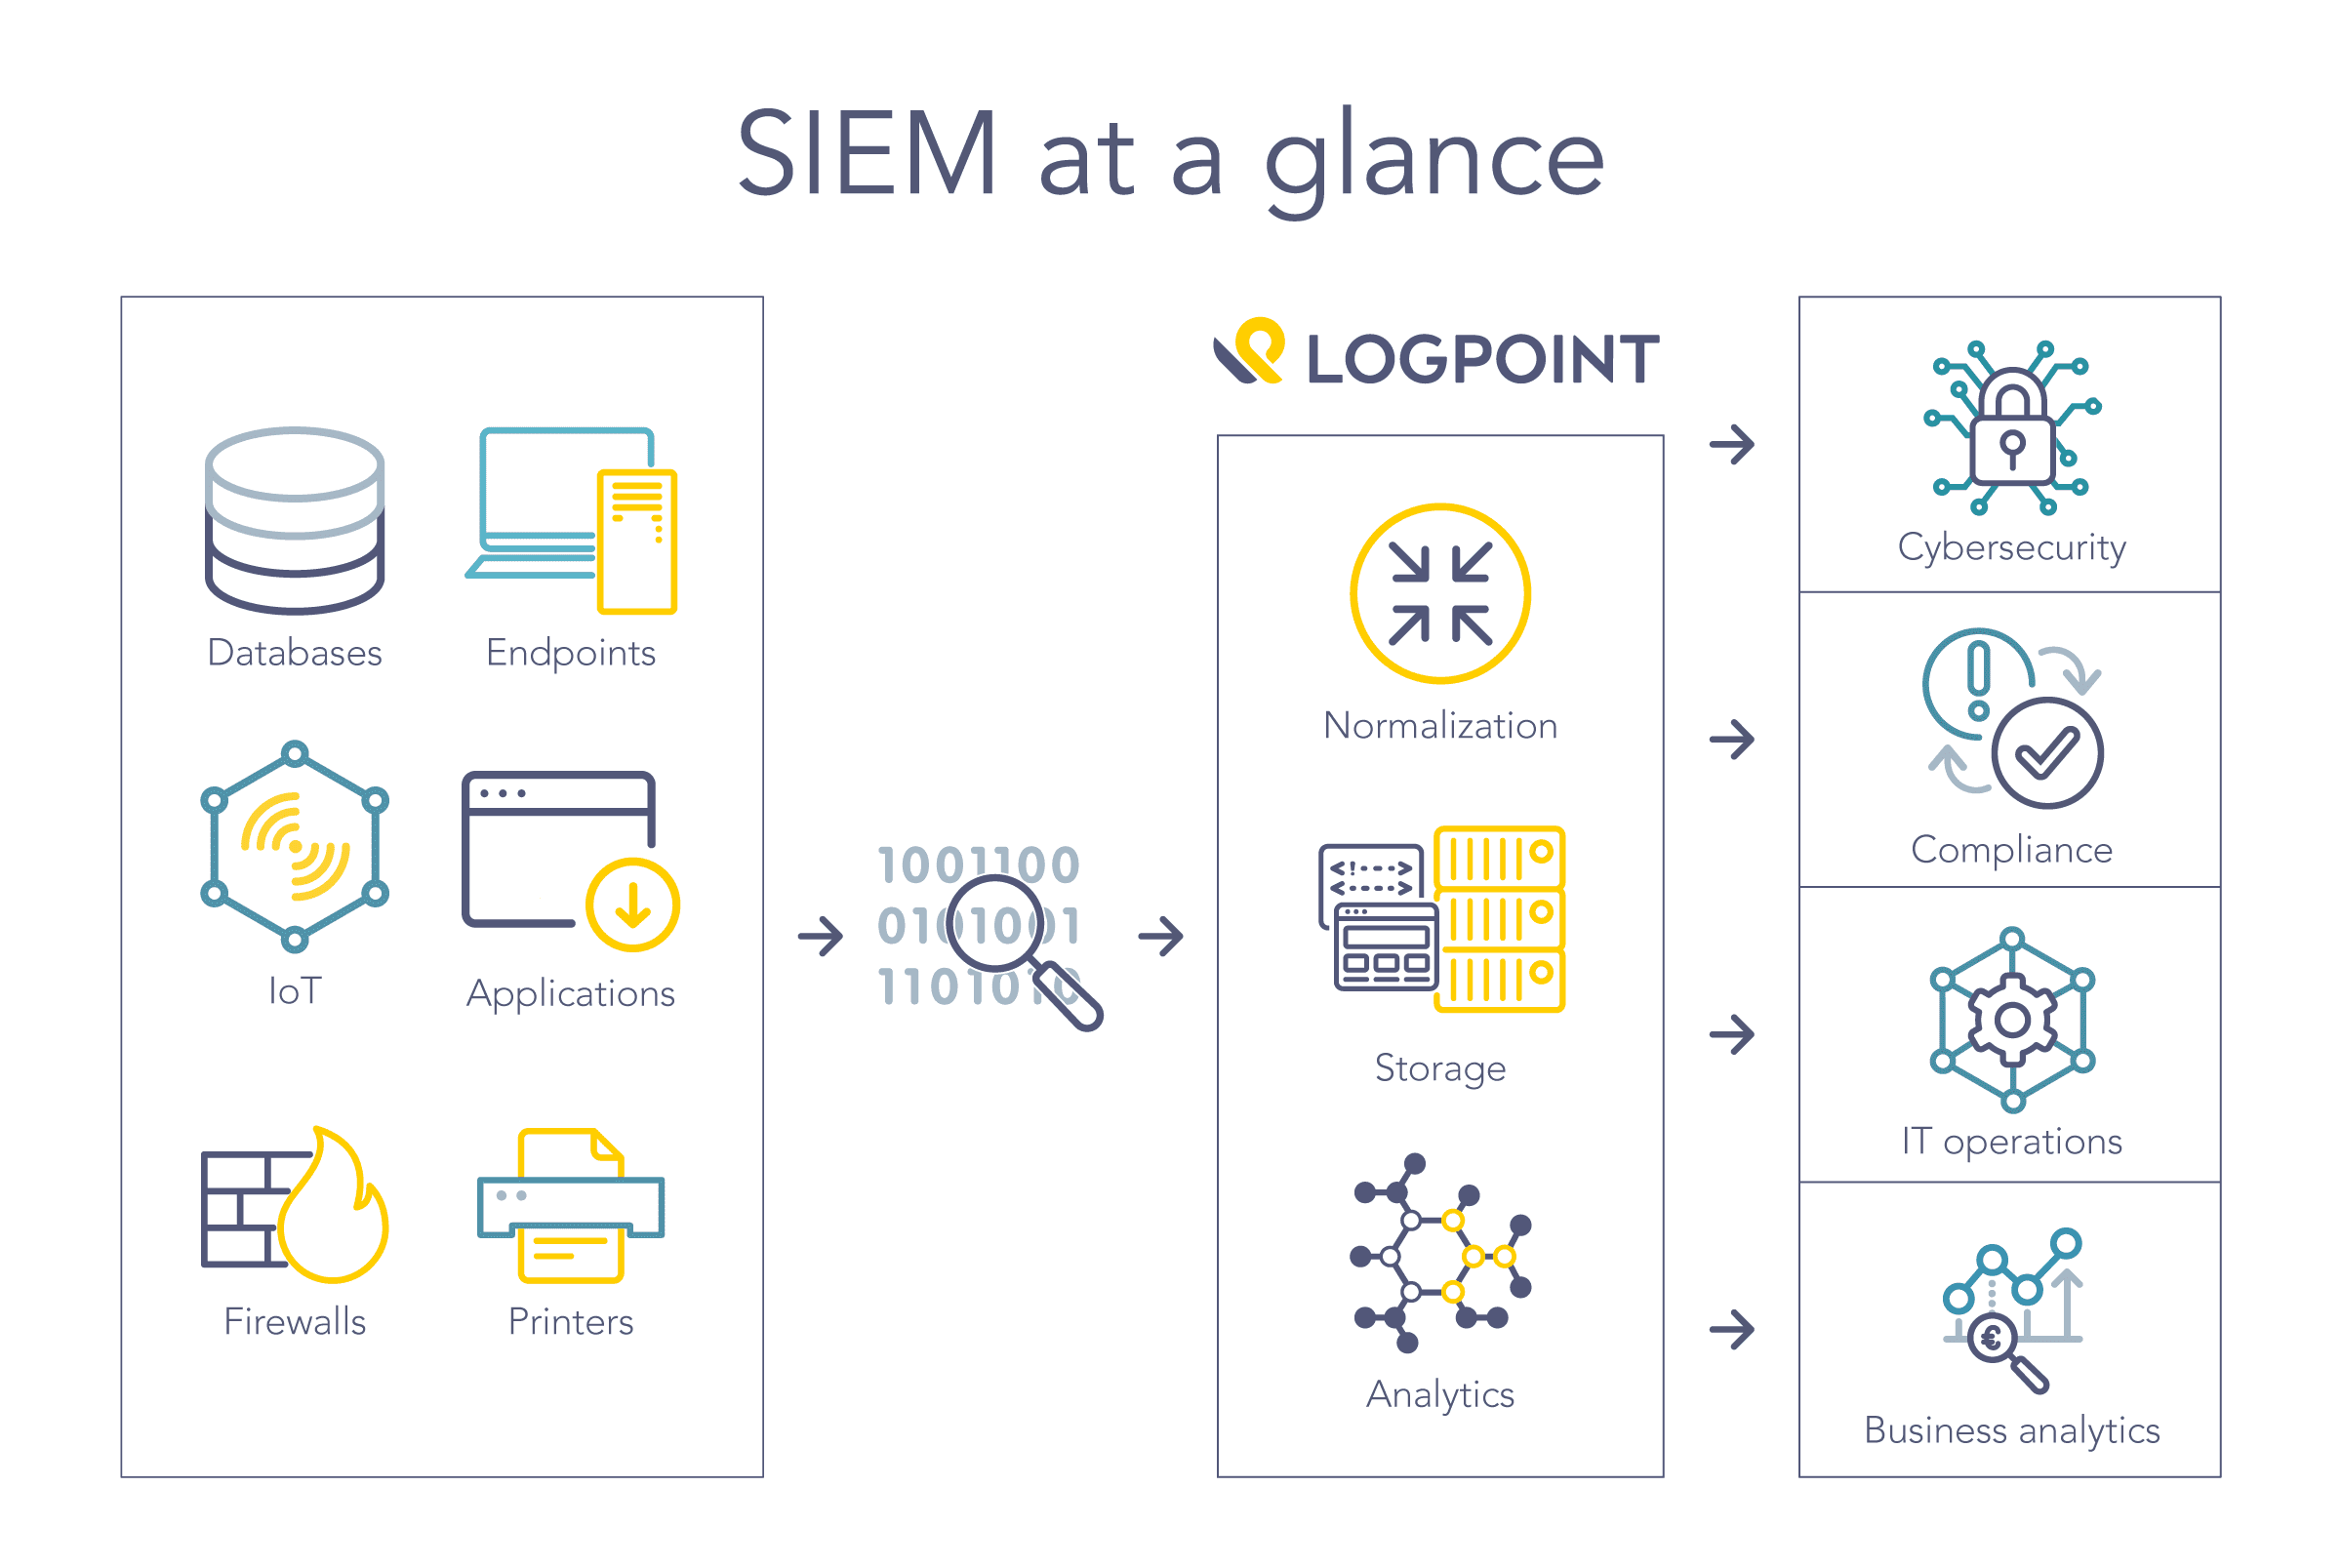 SIEM at a glance
Databases
Endpoints
IoT
Applications
Firewalls
Printers
1001100
01001001
1101010
LOGPOINT
Normalization
Storage
Analytics
Cybersecurity
Compliance
IT operations
Business analytics